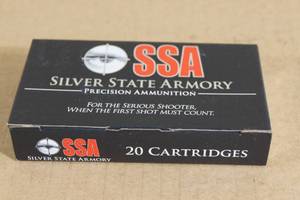 SSA
SILVER STATE ARMORY
PRECISION AMMUNITION
FOR THE SERIOUS SHOOTER,
WHEN THE FIRST SHOT MUST COUNT.
SSA
SILVER STATE ARMORY
20 CARTRIDGES